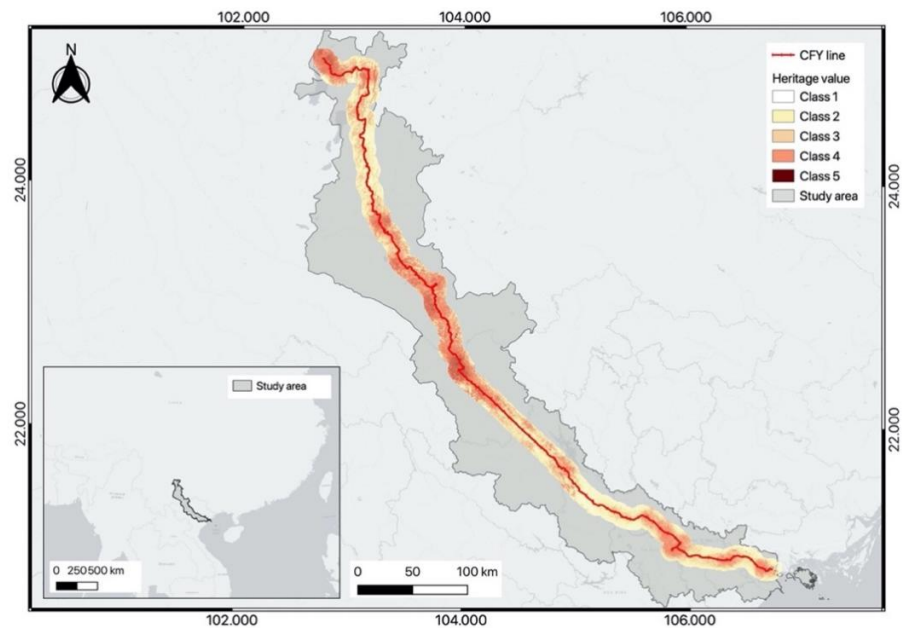 102.000 104.000 106.000
N
CFY line
Heritage value
Class 1
Class 2
Class 3
Class 4
Class 5
Study area
24.000 24.000
22.000 22.000
Study area
0 250500 km
0 50 100 km
102.000 104.000 106.000